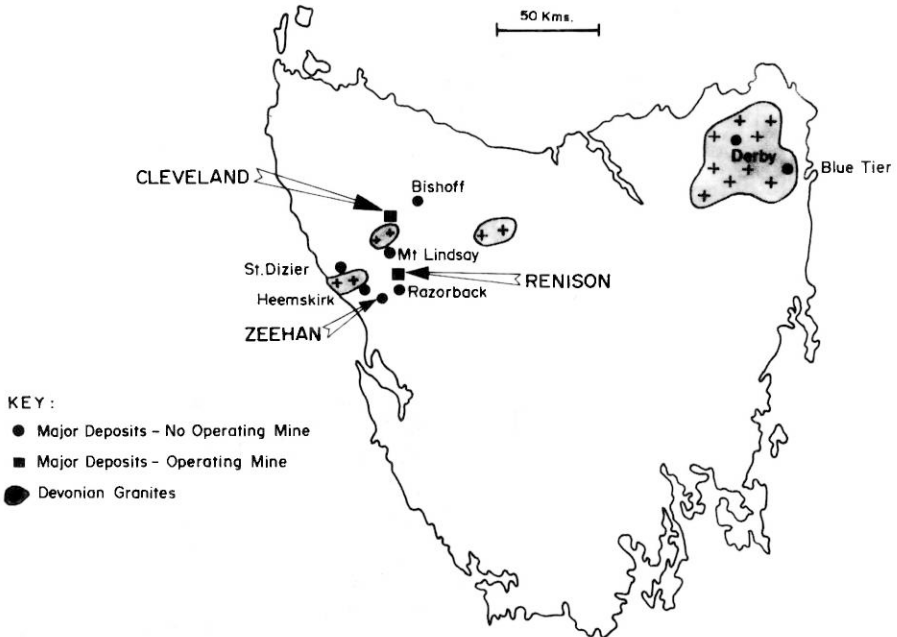 50 Kms.
CLEVELAND
Bishoff
Derby
Blue Tier
Mt Lindsay
St. Dizier
RENISON
Heemskirk
Razorback
ZEEHAN
KEY :
Major Deposits - No Operating Mine
Major Deposits - Operating Mine
Devonian Granites